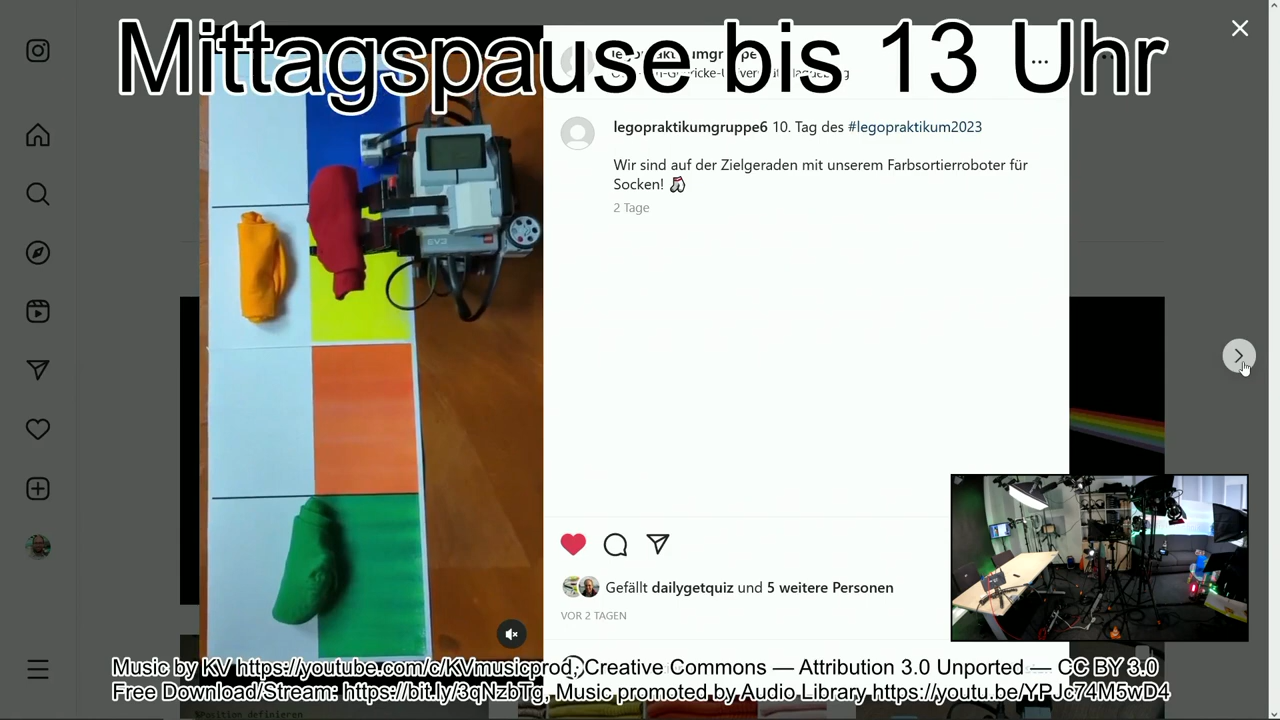 Mittagspause bis 13 Uhr
legopraktikumgruppe6 10. Tag des #legopraktikum2023
Wir sind auf der Zielgeraden mit unserem Farbsortierroboter für
Socken! 🧦
2 Tage
EV3
Gefällt dailygetquiz und 5 weitere Personen
VOR 2 TAGEN
Music by KV https://youtube.com/c/KVmusicprod; Creative Commons — Attribution 3.0 Unported — CC BY 3.0
Free Download/Stream: https://bit.ly/3qNzbTg, Music promoted by Audio Library https://youtu.be/YPJc74M5wD4
%Position definieren